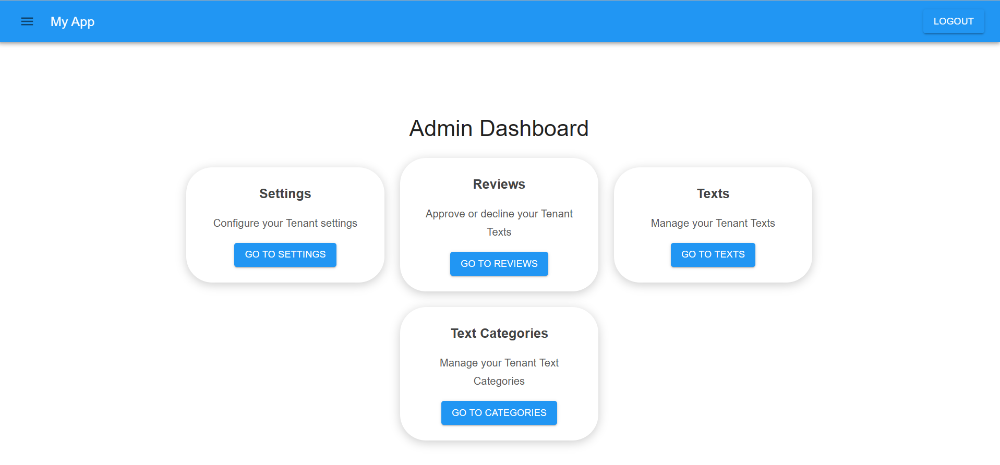 My App
LOGOUT
Admin Dashboard
Settings
Configure your Tenant settings
GO TO SETTINGS
Reviews
Approve or decline your Tenant
Texts
GO TO REVIEWS
Texts
Manage your Tenant Texts
GO TO TEXTS
Text Categories
Manage your Tenant Text
Categories
GO TO CATEGORIES